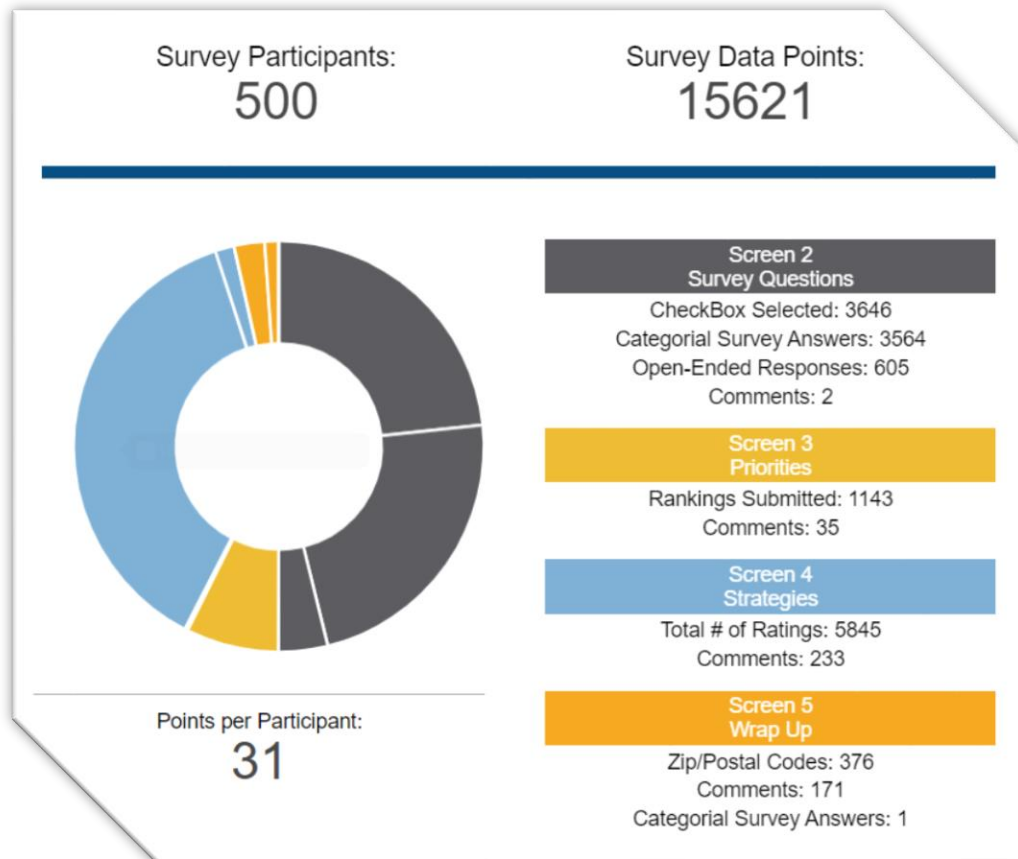 Survey Participants:
500
Survey Data Points:
15621
Screen 2
Survey Questions
CheckBox Selected: 3646
Categorial Survey Answers: 3564
Open-Ended Responses: 605
Comments: 2
Screen 3
Priorities
Rankings Submitted: 1143
Comments: 35
Screen 4
Strategies
Total # of Ratings: 5845
Comments: 233
Screen 5
Wrap Up
Zip/Postal Codes: 376
Comments: 171
Categorial Survey Answers: 1
Points per Participant:
31